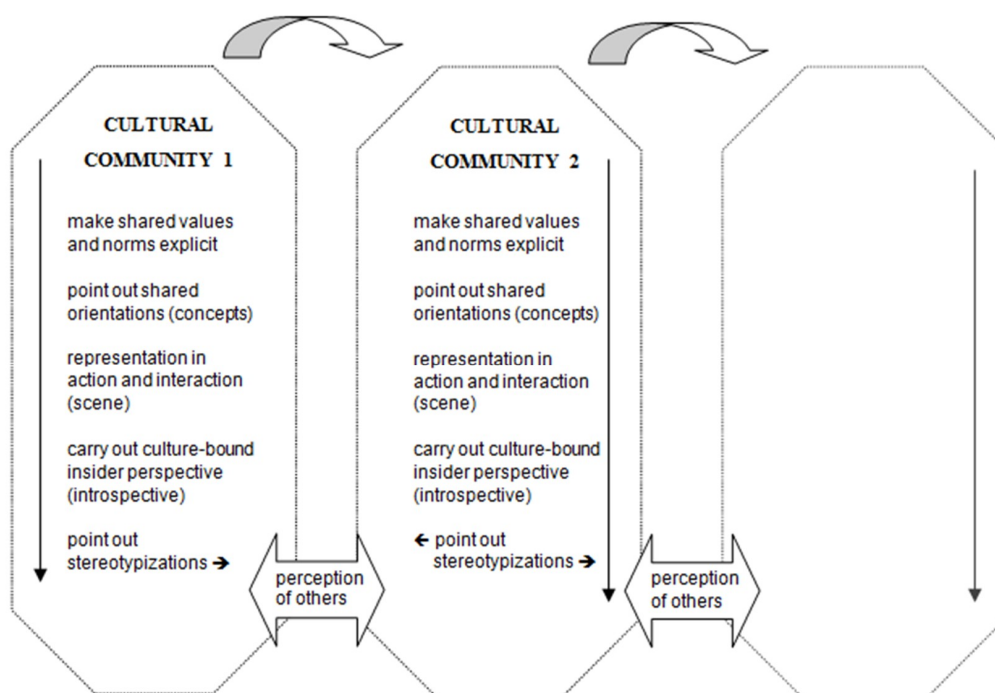 CULTURAL
COMMUNITY 1
make shared values
and norms explicit
point out shared
orientations (concepts)
representation in
action and interaction
(scene)
carry out culture-bound
insider perspective
(introspective)
point out
stereotypizations →
perception
of others
CULTURAL
COMMUNITY 2
make shared values
and norms explicit
point out shared
orientations (concepts)
representation in
action and interaction
(scene)
carry out culture-bound
insider perspective
(introspective)
← point out
stereotypizations →
perception
of others